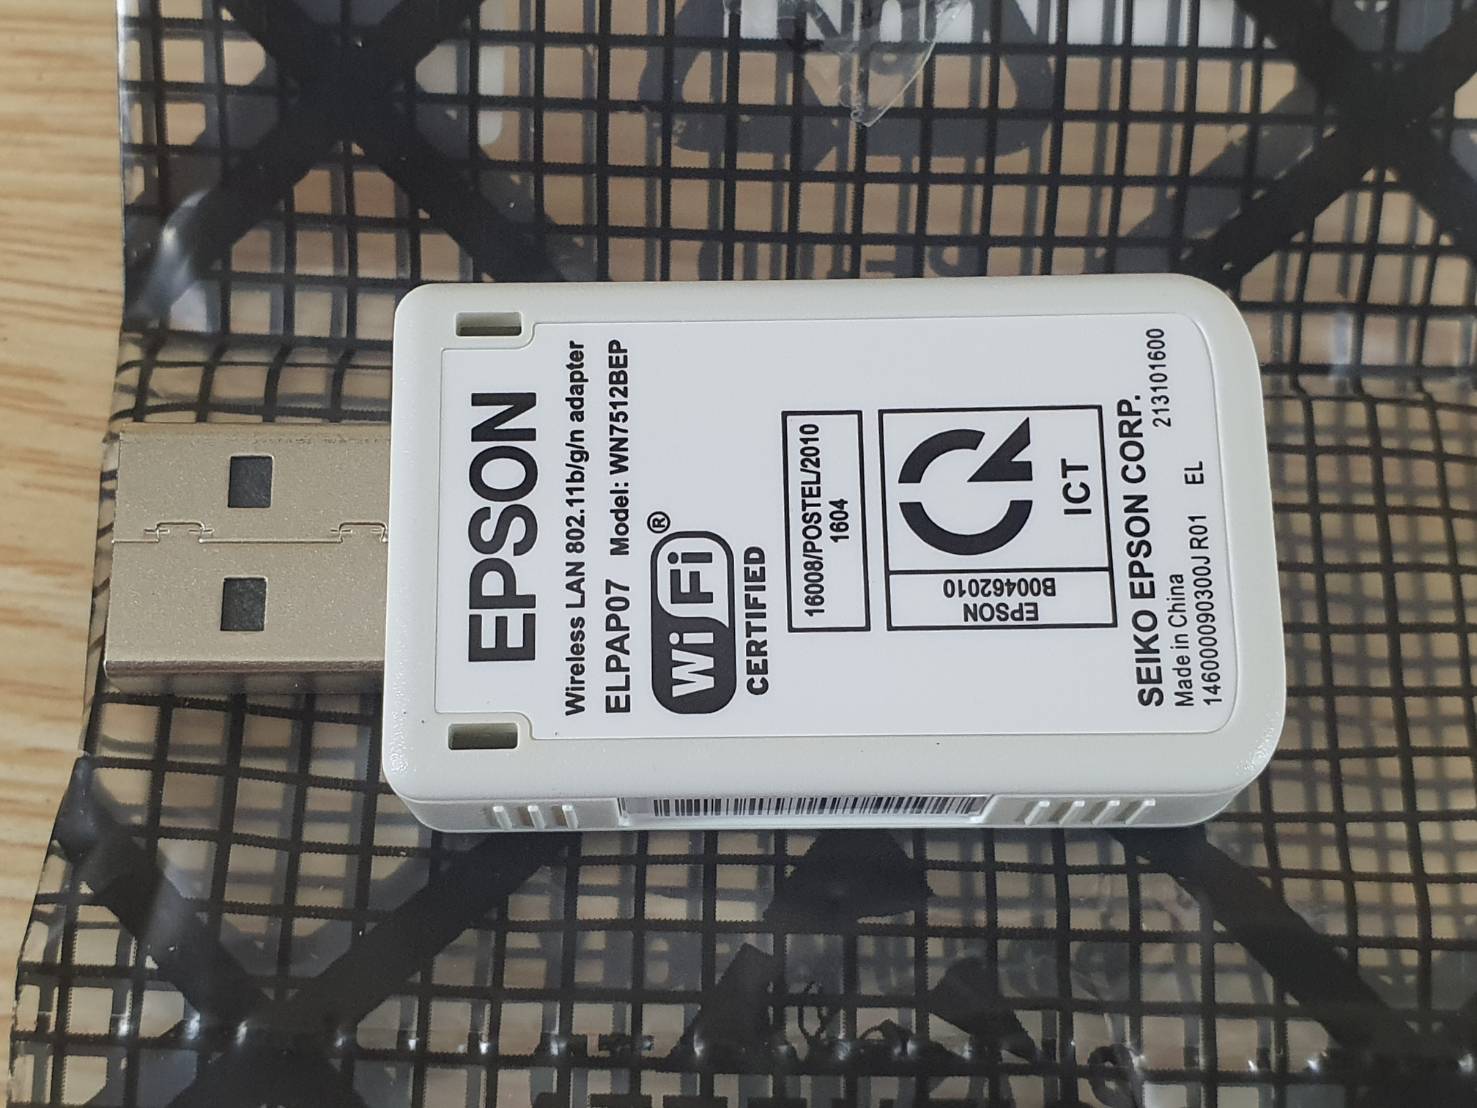 EPSON
Wireless LAN 802.11b/g/n adapter
ELPAP07 Model: WN7512BEP
WiFi®
CERTIFIED
16008/POSTEL/2010
1604
EPSON
B00462010
ICT
SEIKO EPSON CORP.
Made in China
146000090300J R01 EL 213101600